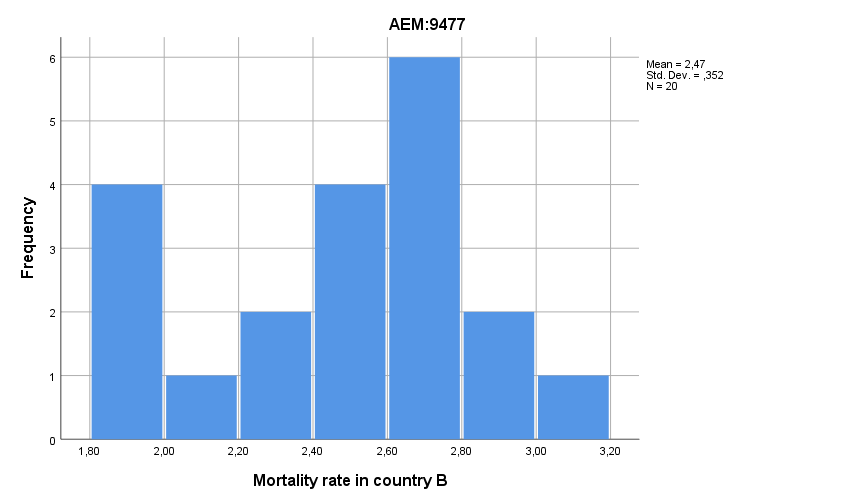 AEM:9477
Mean = 2,47
Std. Dev. = ,352
N = 20
Frequency
6
5
4
3
2
1
0
1,80 2,00 2,20 2,40 2,60 2,80 3,00 3,20
Mortality rate in country B